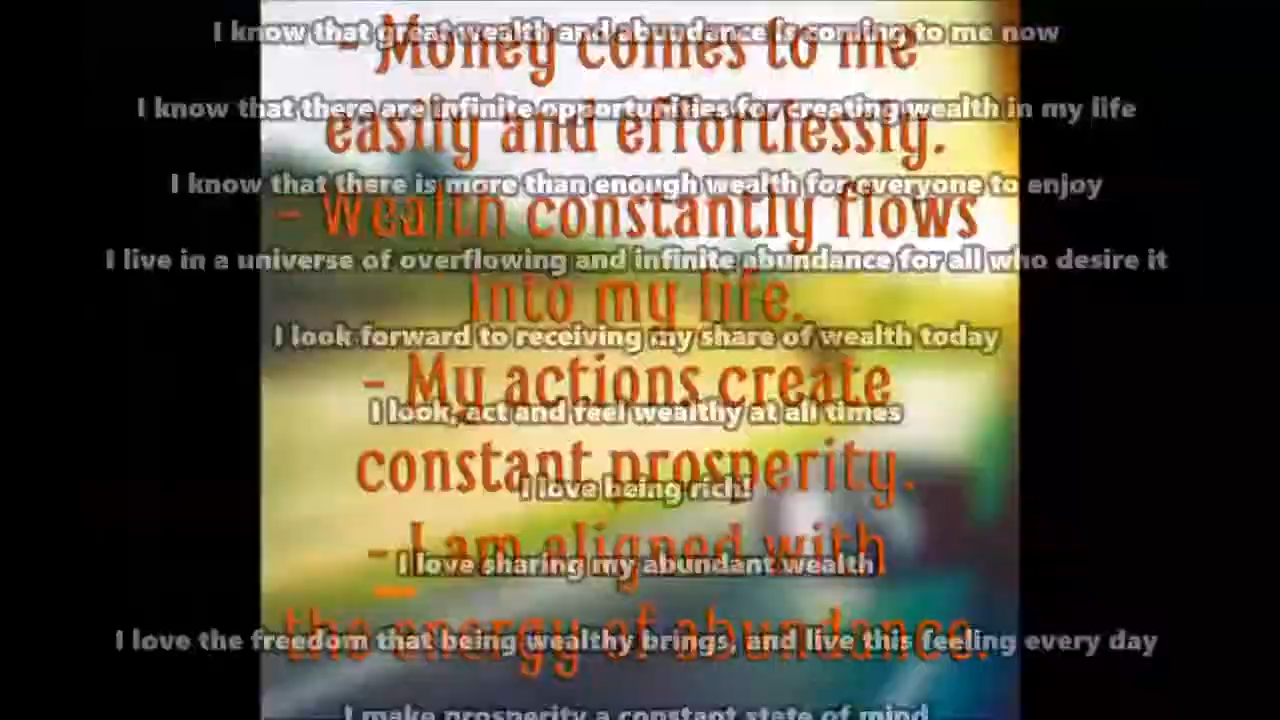 I know that great wealth and abundance is coming to me now
- Money comes to me
I know that there are infinite opportunities for creating wealth in my life
easily and effortlessly.
I know that there is more than enough wealth for everyone to enjoy
- Wealth constantly flows
I live in a universe of overflowing and infinite abundance for all who desire it
into my life.
I look forward to receiving my share of wealth today
- My actions create
I look, act and feel wealthy at all times
constant prosperity.
I love being rich!
- I am aligned with
I love sharing my abundant wealth
the energy of abundance.
I love the freedom that being wealthy brings, and live this feeling every day
I make prosperity a constant state of mind